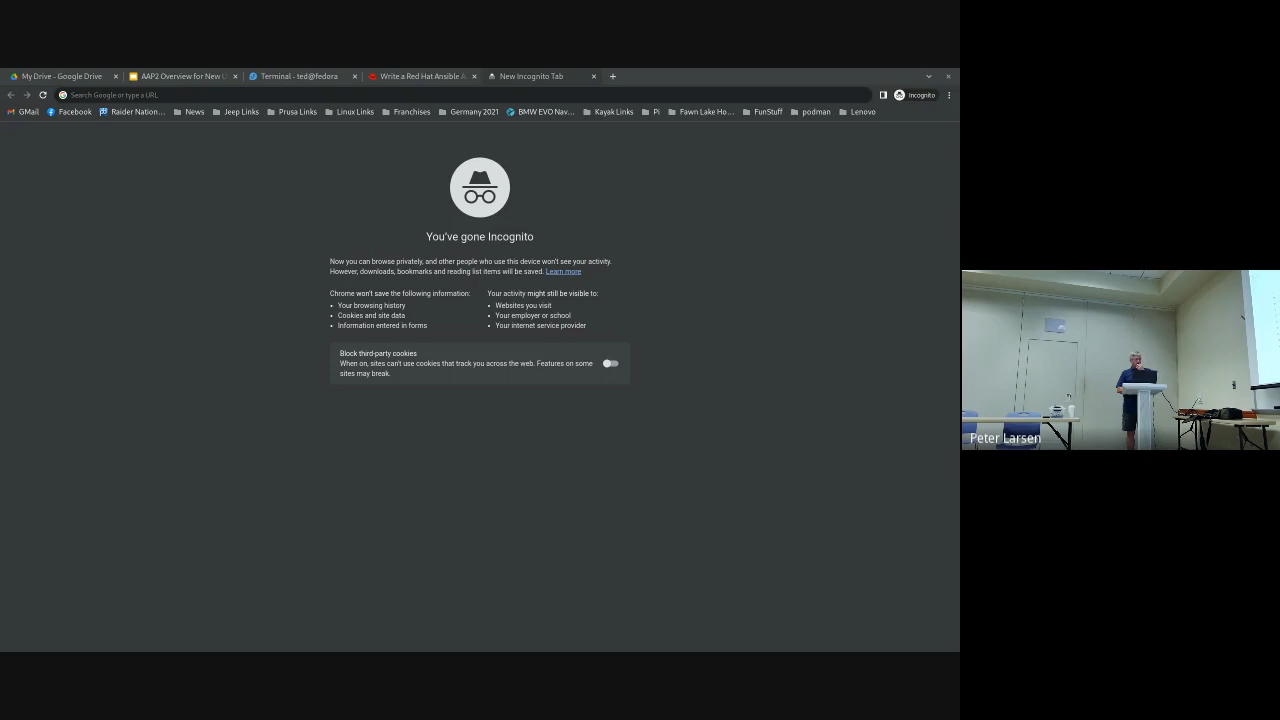 My Drive - Google Drive
AAP2 Overview for New U
Terminal - ted@fedora
Write a Red Hat Ansible A
New Incognito Tab
Search Google or type a URL
Incognito
GMail
Facebook
Raider Nation...
News
Jeep Links
Prusa Links
Linux Links
Franchises
Germany 2021
BMW EVO Nav...
Kayak Links
Pi
Fawn Lake Ho...
FunStuff
podman
Lenovo
You've gone Incognito
Now you can browse privately, and other people who use this device won't see your activity.
However, downloads, bookmarks and reading list items will be saved. Learn more
Chrome won't save the following information:
• Your browsing history
• Cookies and site data
• Information entered in forms
Your activity might still be visible to:
• Websites you visit
• Your employer or school
• Your internet service provider
Block third-party cookies
When on, sites can't use cookies that track you across the web. Features on some
sites may break.
Peter Larsen